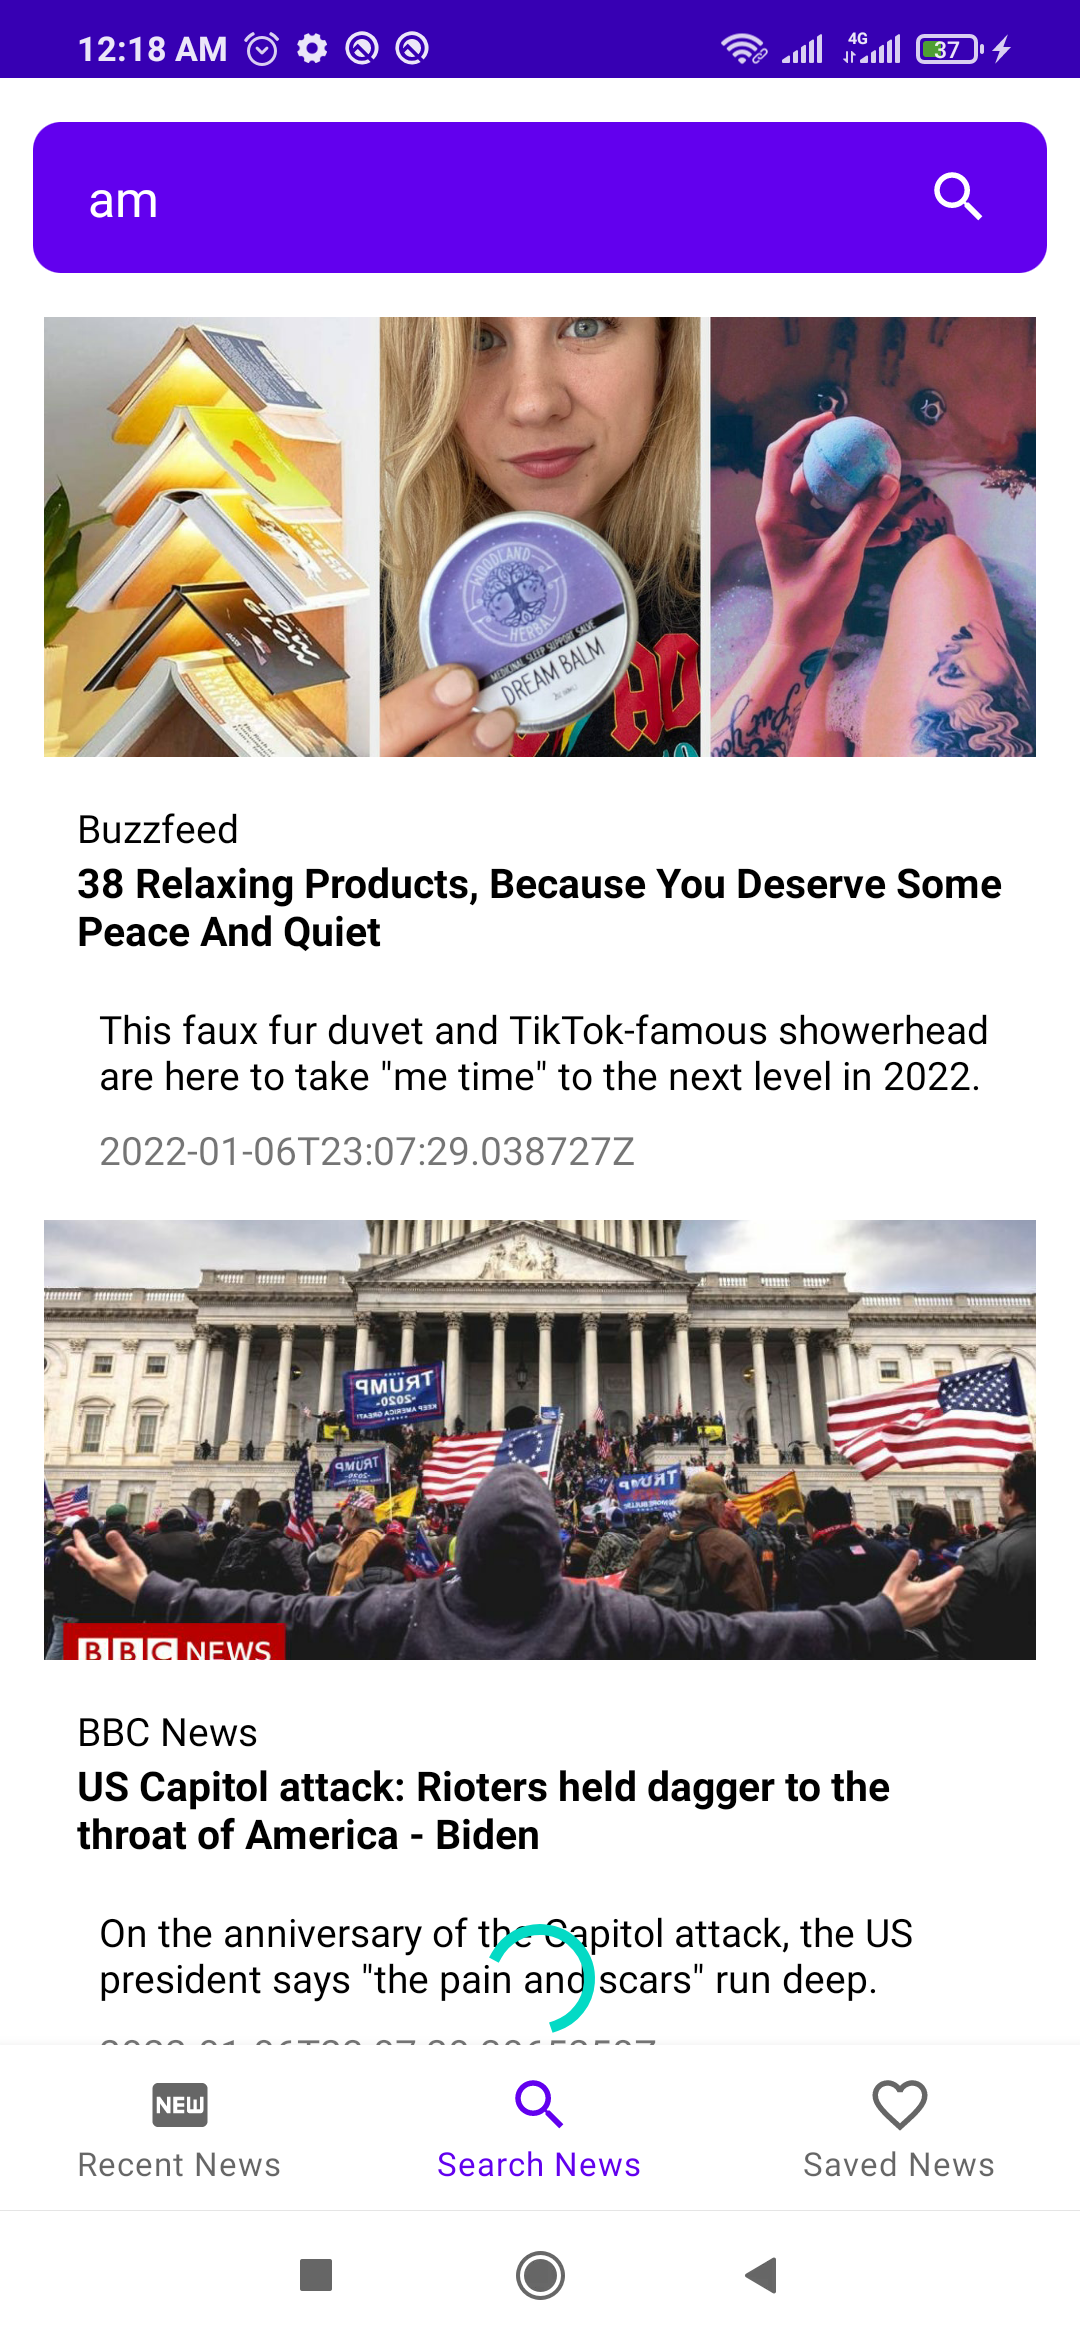 12:18 AM
4G
37
am
WOODLAND
HERBAL
MEDICINAL SLEEP SUPPORT SALVE
DREAM BALM
Buzzfeed
38 Relaxing Products, Because You Deserve Some
Peace And Quiet
This faux fur duvet and TikTok-famous showerhead
are here to take "me time" to the next level in 2022.
2022-01-06T23:07:29.038727Z
TRUMP
-2020-
KEEP AMERICA GREAT!
TRUMP
TRUMP
BBC NEWS
BBC News
US Capitol attack: Rioters held dagger to the
throat of America - Biden
On the anniversary of the Capitol attack, the US
president says "the pain and scars" run deep.
NEW
Recent News
Search News
Saved News